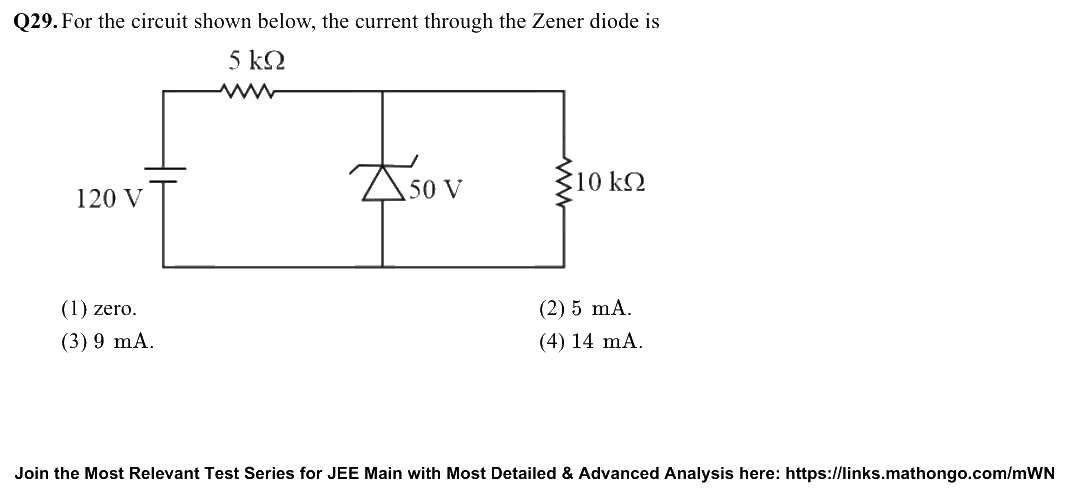 Q29. For the circuit shown below, the current through the Zener diode is
5 kΩ
120 V
50 V
10 kΩ
(1) zero.
(2) 5 mA.
(3) 9 mA.
(4) 14 mA.
Join the Most Relevant Test Series for JEE Main with Most Detailed & Advanced Analysis here: https://links.mathongo.com/mWN